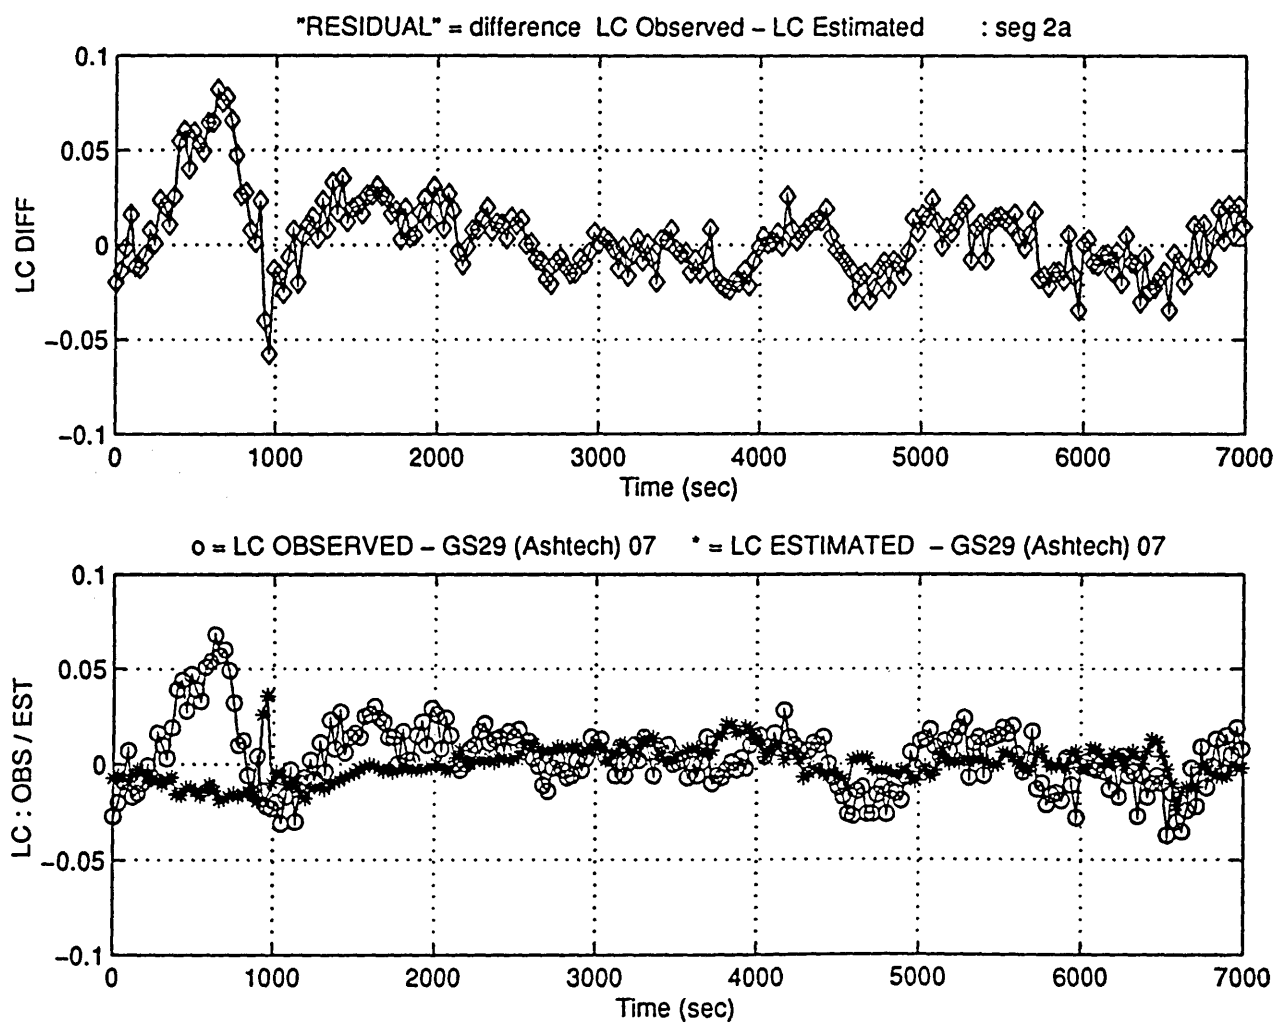 "RESIDUAL" = difference LC Observed – LC Estimated : seg 2a
0.1
0.05
0
–0.05
–0.1
LC DIFF
0 1000 2000 3000 4000 5000 6000 7000
Time (sec)
o = LC OBSERVED – GS29 (Ashtech) 07 * = LC ESTIMATED – GS29 (Ashtech) 07
0.1
0.05
0
–0.05
–0.1
LC : OBS / EST
0 1000 2000 3000 4000 5000 6000 7000
Time (sec)